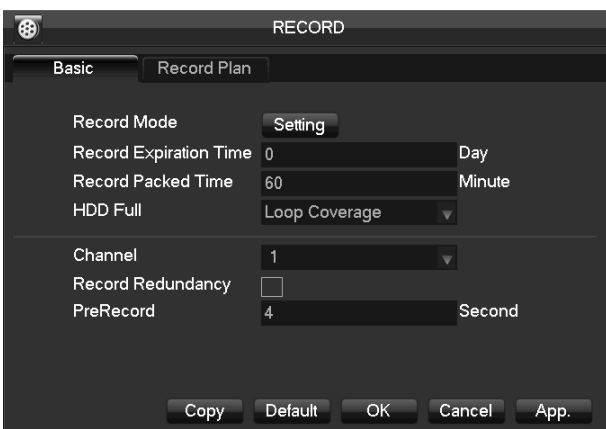 RECORD
Basic Record Plan
Record Mode Setting
Record Expiration Time 0 Day
Record Packed Time 60 Minute
HDD Full Loop Coverage
Channel 1
Record Redundancy
PreRecord 4 Second
Copy Default OK Cancel App.